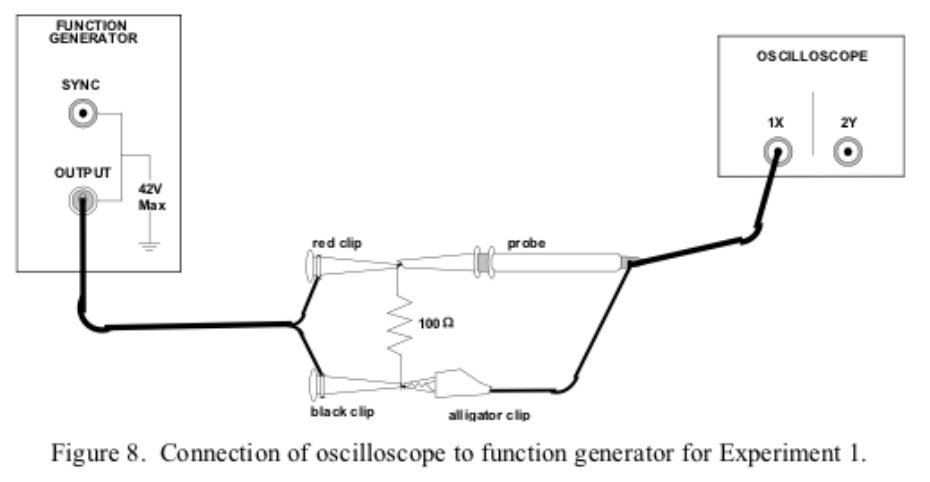 FUNCTION
GENERATOR
SYNC
OUTPUT
42V
Max
OSCILLOSCOPE
1X
2Y
red clip
probe
100 Ω
black clip
alligator clip
Figure 8. Connection of oscilloscope to function generator for Experiment 1.